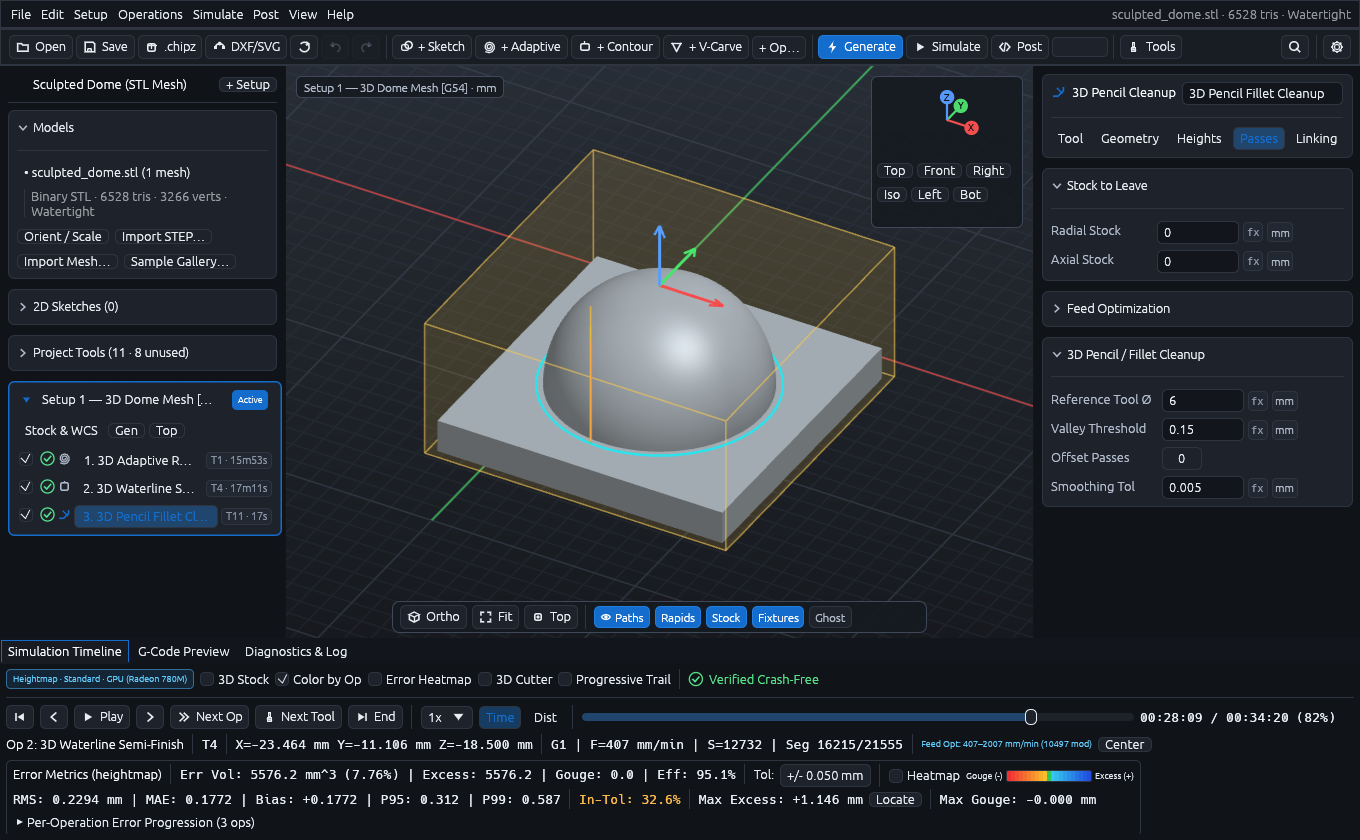 File Edit Setup Operations Simulate Post View Help
sculpted_dome.stl · 6528 tris · Watertight
Open Save .chipz DXF/SVG + Sketch + Adaptive + Contour + V-Carve + Op... Generate Simulate Post Tools
Sculpted Dome (STL Mesh) + Setup
Models
• sculpted_dome.stl (1 mesh)
Binary STL · 6528 tris · 3266 verts ·
Watertight
Orient / Scale Import STEP...
Import Mesh... Sample Gallery...
2D Sketches (0)
Project Tools (11 · 8 unused)
Setup 1 — 3D Dome Mesh [... Active
Stock & WCS Gen Top
1. 3D Adaptive R... T1 · 15m53s
2. 3D Waterline S... T4 · 17m11s
3. 3D Pencil Fillet Cl... T11 · 17s
Setup 1 — 3D Dome Mesh [G54] · mm
Z
Y
X
Top Front Right
Iso Left Bot
Ortho Fit Top Paths Rapids Stock Fixtures Ghost
3D Pencil Cleanup 3D Pencil Fillet Cleanup
Tool Geometry Heights Passes Linking
Stock to Leave
Radial Stock 0 fx mm
Axial Stock 0 fx mm
Feed Optimization
3D Pencil / Fillet Cleanup
Reference Tool Ø 6 fx mm
Valley Threshold 0.15 fx mm
Offset Passes 0
Smoothing Tol 0.005 fx mm
Simulation Timeline G-Code Preview Diagnostics & Log
Heightmap · Standard · GPU (Radeon 780M) 3D Stock Color by Op Error Heatmap 3D Cutter Progressive Trail Verified Crash-Free
Play Next Op Next Tool End 1x Time Dist 00:28:09 / 00:34:20 (82%)
Op 2: 3D Waterline Semi-Finish T4 X=-23.464 mm Y=-11.106 mm Z=-18.500 mm G1 | F=407 mm/min | S=12732 | Seg 16215/21555 Feed Opt: 407–2007 mm/min (10497 mod) Center
Error Metrics (heightmap) Err Vol: 5576.2 mm^3 (7.76%) | Excess: 5576.2 | Gouge: 0.0 | Eff: 95.1% Tol: +/- 0.050 mm Heatmap Gouge (-) Excess (+)
RMS: 0.2294 mm | MAE: 0.1772 | Bias: +0.1772 | P95: 0.312 | P99: 0.587 In-Tol: 32.6% Max Excess: +1.146 mm Locate Max Gouge: -0.000 mm
Per-Operation Error Progression (3 ops)